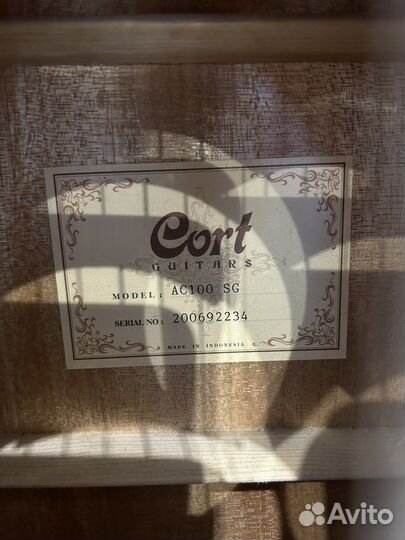 Cort
GUITARS
MODEL: AC100 SG
SERIAL NO: 200692234
MADE IN INDONESIA
Avito